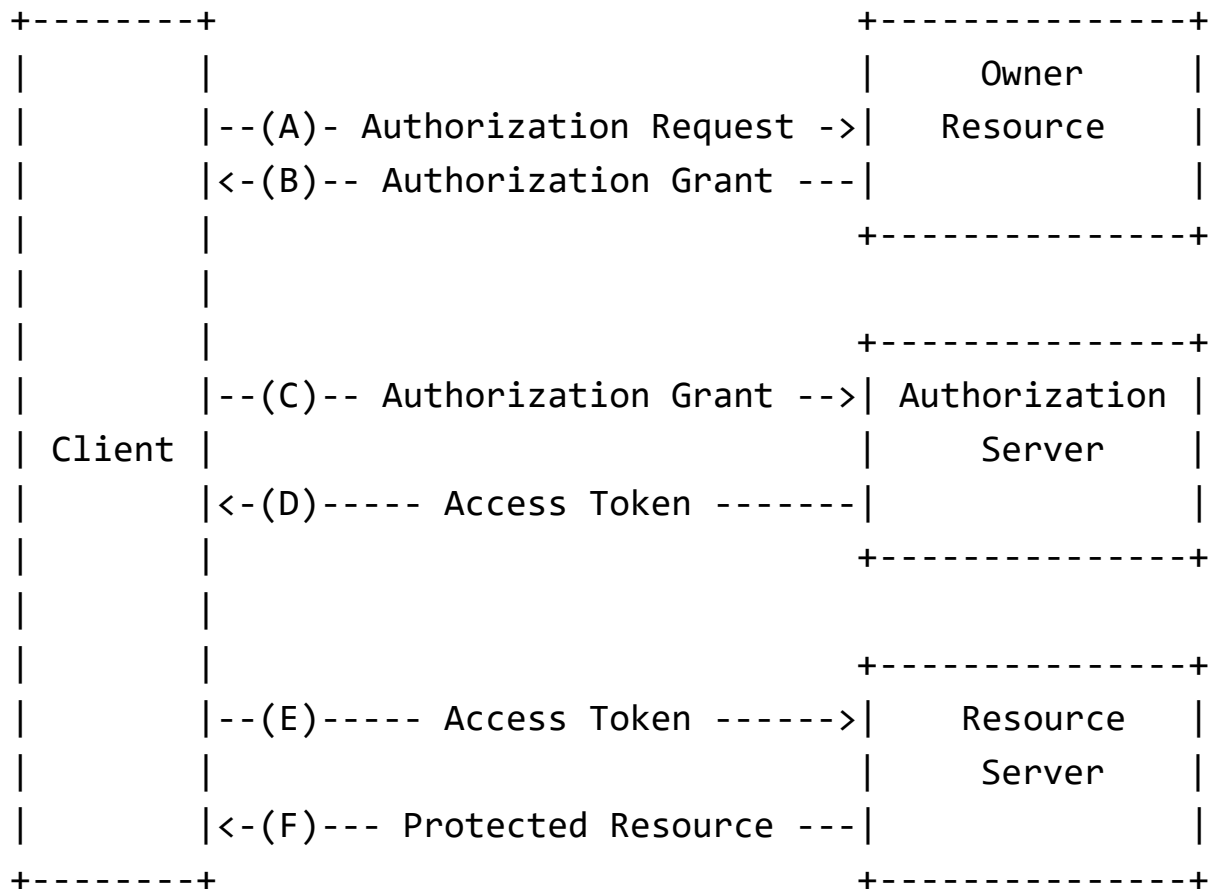 +--------+                               +---------------+
|        |                               |     Owner     |
|        |--(A)- Authorization Request ->|   Resource    |
|        |<-(B)-- Authorization Grant ---|               |
|        |                               +---------------+
|        |
|        |                               +---------------+
|        |--(C)-- Authorization Grant -->| Authorization |
| Client |                               |     Server    |
|        |<-(D)----- Access Token -------|               |
|        |                               +---------------+
|        |
|        |                               +---------------+
|        |--(E)----- Access Token ------>|    Resource   |
|        |                               |     Server    |
|        |<-(F)--- Protected Resource ---|               |
+--------+                               +---------------+